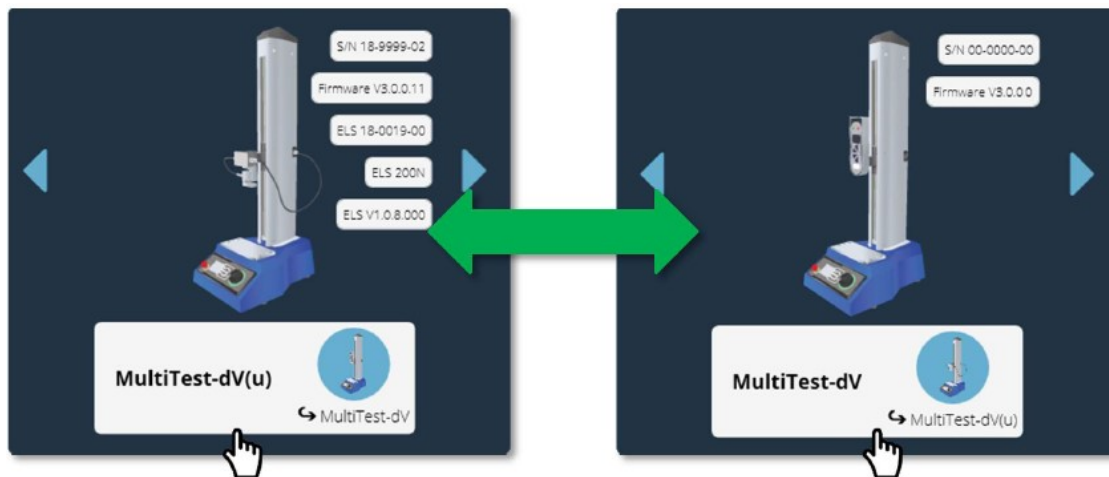 S/N 18-9999-02
Firmware V3.0.0.11
ELS 18-0019-00
ELS 200N
ELS V1.0.8.000
MultiTest-dV(u)
MultiTest-dV
S/N 00-0000-00
Firmware V3.0.0.0
MultiTest-dV
MultiTest-dV(u)